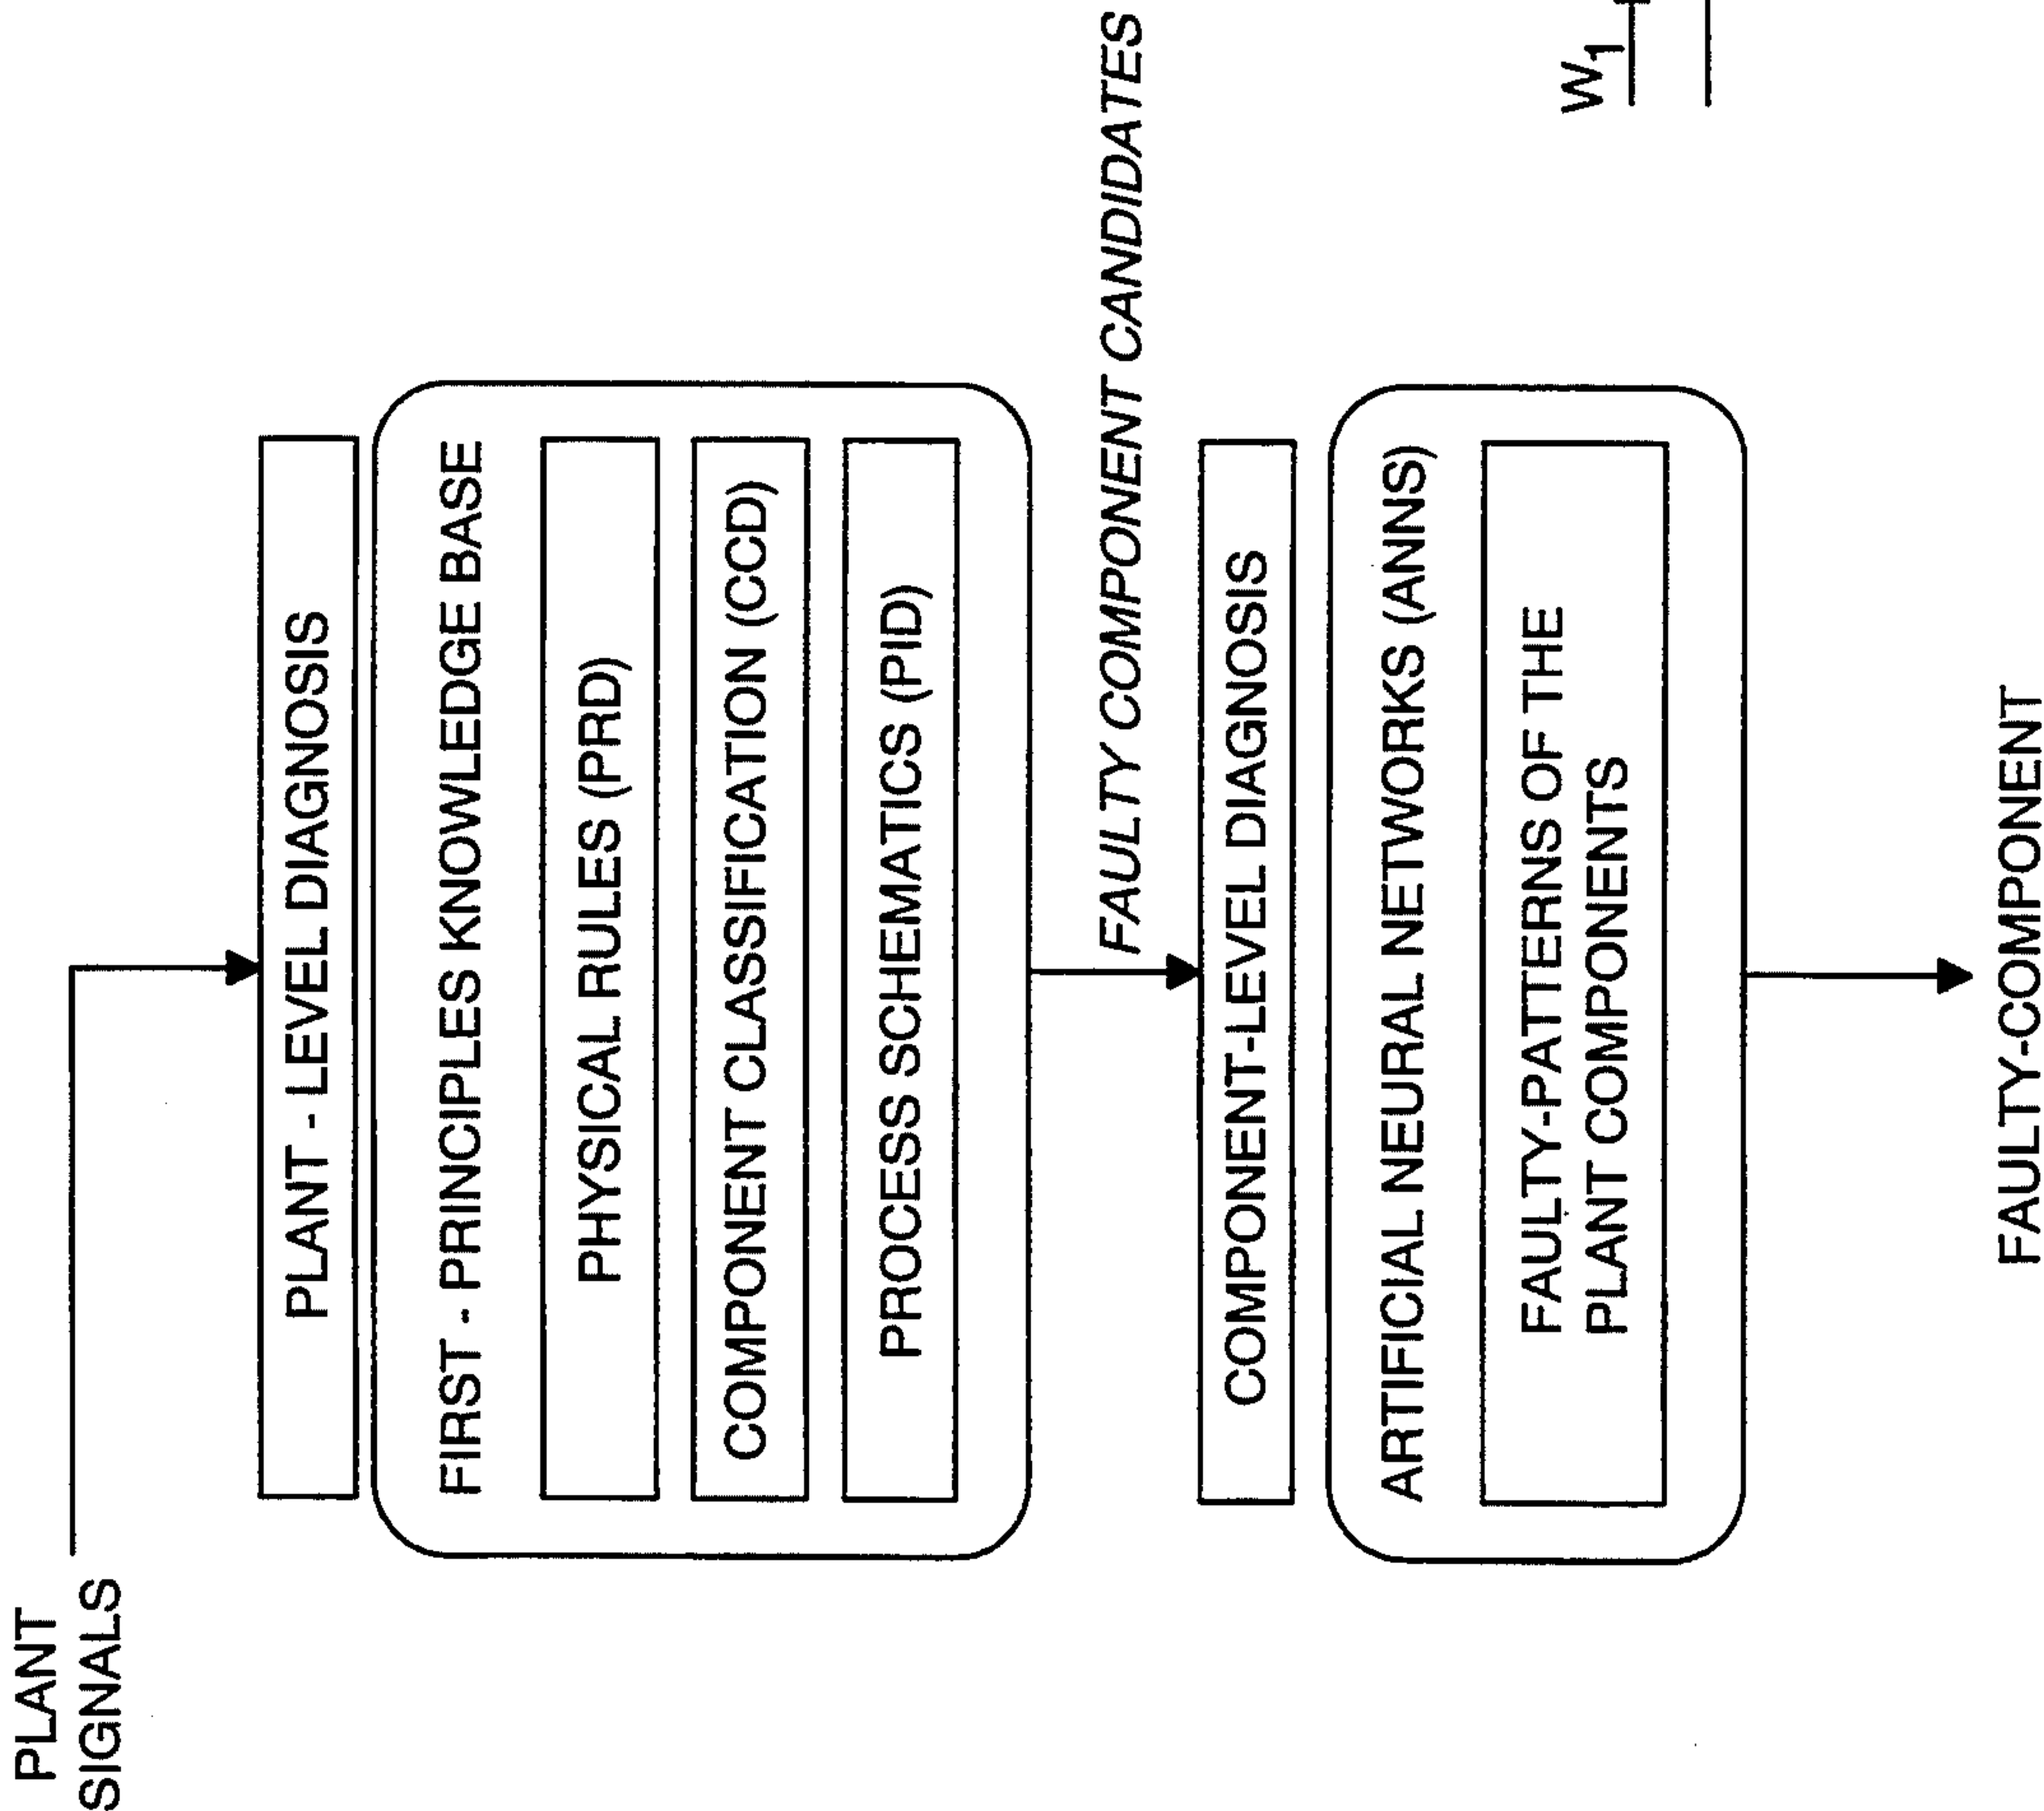 PLANT
SIGNALS
PLANT - LEVEL DIAGNOSIS
FIRST - PRINCIPLES KNOWLEDGE BASE
PHYSICAL RULES (PRD)
COMPONENT CLASSIFICATION (CCD)
PROCESS SCHEMATICS (PID)
FAULTY COMPONENT CANDIDATES
COMPONENT-LEVEL DIAGNOSIS
ARTIFICIAL NEURAL NETWORKS (ANNS)
FAULTY-PATTERNS OF THE
PLANT COMPONENTS
FAULTY-COMPONENT
W1